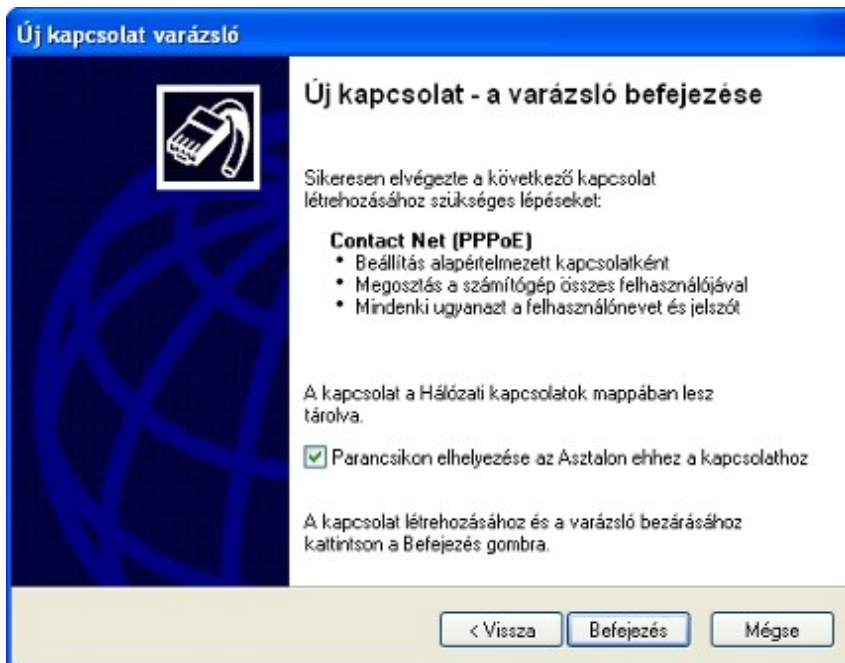 Új kapcsolat varázsló
Új kapcsolat - a varázsló befejezése
Sikeresen elvégezte a következő kapcsolat
létrehozásához szükséges lépéseket:
Contact Net (PPPoE)
• Beállítás alapértelmezett kapcsolatként
• Megosztás a számítógép összes felhasználójával
• Mindenki ugyanazt a felhasználónevet és jelszót
A kapcsolat a Hálózati kapcsolatok mappában lesz
tárolva.
Parancsikon elhelyezése az Asztalon ehhez a kapcsolathoz
A kapcsolat létrehozásához és a varázsló bezárásához
kattintson a Befejezés gombra.
< Vissza Befejezés Mégse